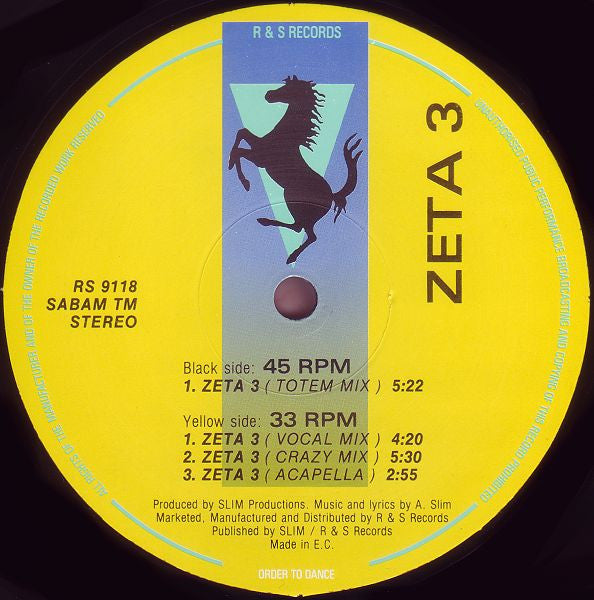 R & S RECORDS
ZETA 3
RS 9118
SABAM TM
STEREO
Black side: 45 RPM
1. ZETA 3 ( TOTEM MIX ) 5:22
Yellow side: 33 RPM
1. ZETA 3 ( VOCAL MIX ) 4:20
2. ZETA 3 ( CRAZY MIX ) 5:30
3. ZETA 3 ( ACAPELLA ) 2:55
Produced by SLIM Productions. Music and lyrics by A. Slim
Marketed, Manufactured and Distributed by R & S Records
Published by SLIM / R & S Records
Made in E.C.
ALL RIGHTS OF THE MANUFACTURER AND OF THE OWNER OF THE RECORDED WORK RESERVED
UNAUTHORISED PUBLIC PERFORMANCE BROADCASTING AND COPYING OF THIS RECORD PROHIBITED
ORDER TO DANCE